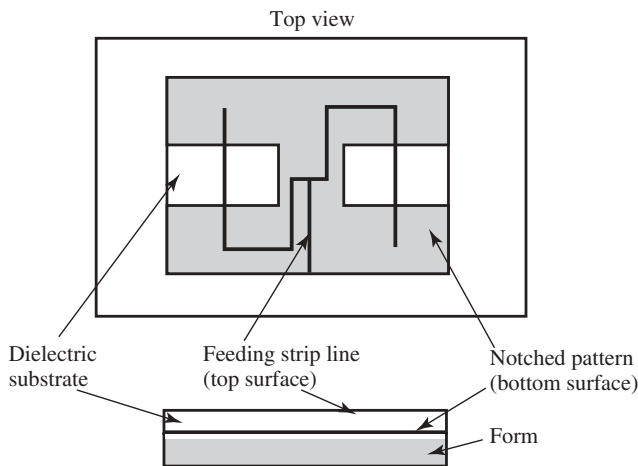 Top view
Dielectric
substrate
Feeding strip line
(top surface)
Notched pattern
(bottom surface)
Form